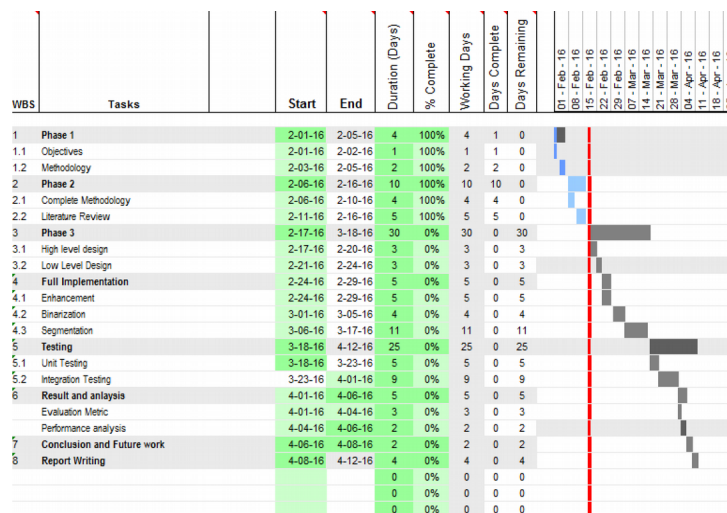 WBS Tasks Start End Duration (Days) % Complete Working Days Days Complete Days Remaining 01 - Feb - 16 08 - Feb - 16 15 - Feb - 16 22 - Feb - 16 29 - Feb - 16 07 - Mar - 16 14 - Mar - 16 21 - Mar - 16 28 - Mar - 16 04 - Apr - 16 11 - Apr - 16 18 - Apr - 16
1 Phase 1 2-01-16 2-05-16 4 100% 4 1 0
1.1 Objectives 2-01-16 2-02-16 1 100% 1 1 0
1.2 Methodology 2-03-16 2-05-16 2 100% 2 2 0
2 Phase 2 2-06-16 2-16-16 10 100% 10 10 0
2.1 Complete Methodology 2-06-16 2-10-16 4 100% 4 4 0
2.2 Literature Review 2-11-16 2-16-16 5 100% 5 5 0
3 Phase 3 2-17-16 3-18-16 30 0% 30 0 30
3.1 High level design 2-17-16 2-20-16 3 0% 3 0 3
3.2 Low Level Design 2-21-16 2-24-16 3 0% 3 0 3
4 Full Implementation 2-24-16 2-29-16 5 0% 5 0 5
4.1 Enhancement 2-24-16 2-29-16 5 0% 5 0 5
4.2 Binarization 3-01-16 3-05-16 4 0% 4 0 4
4.3 Segmentation 3-06-16 3-17-16 11 0% 11 0 11
5 Testing 3-18-16 4-12-16 25 0% 25 0 25
5.1 Unit Testing 3-18-16 3-23-16 5 0% 5 0 5
5.2 Integration Testing 3-23-16 4-01-16 9 0% 9 0 9
6 Result and anlaysis 4-01-16 4-06-16 5 0% 5 0 5
Evaluation Metric 4-01-16 4-04-16 3 0% 3 0 3
Performance analysis 4-04-16 4-06-16 2 0% 2 0 2
7 Conclusion and Future work 4-06-16 4-08-16 2 0% 2 0 2
8 Report Writing 4-08-16 4-12-16 4 0% 4 0 4
0 0% 0 0 0
0 0% 0 0 0
0 0% 0 0 0